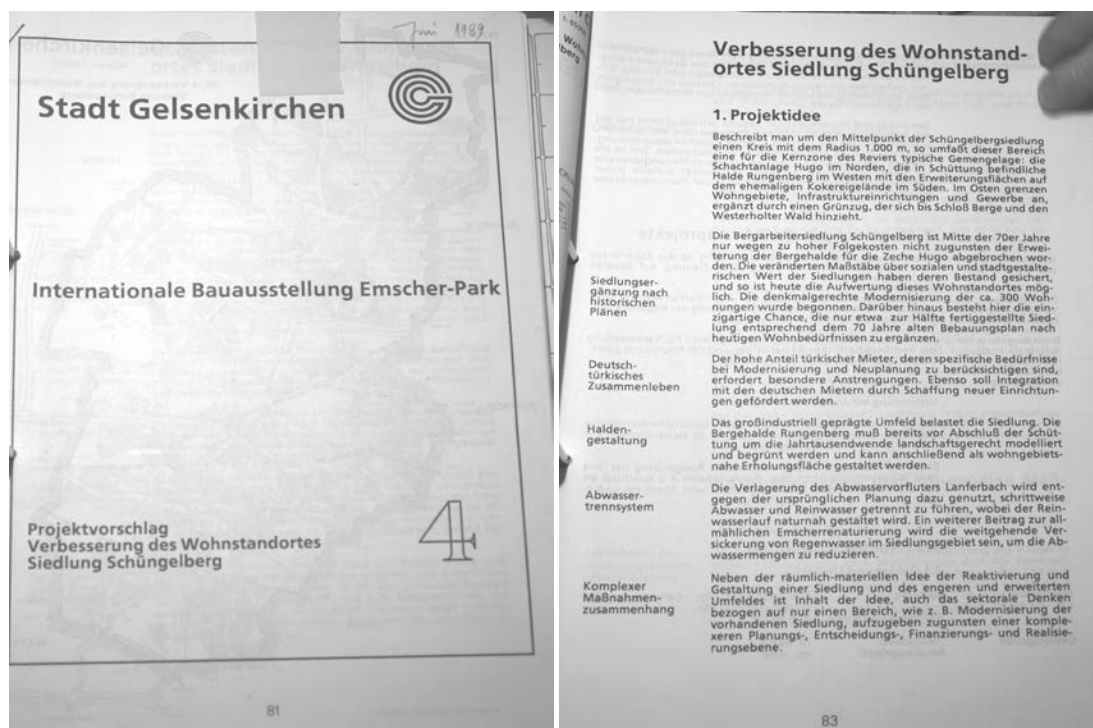 Juni 1989
Stadt Gelsenkirchen
Internationale Bauausstellung Emscher-Park
Projektvorschlag
Verbesserung des Wohnstandortes
Siedlung Schüngelberg
4
81
Verbesserung des Wohnstand-
ortes Siedlung Schüngelberg
1. Projektidee
Beschreibt man um den Mittelpunkt der Schüngelbergsiedlung
einen Kreis mit dem Radius 1.000 m, so umfaßt dieser Bereich
eine für die Kernzone des Reviers typische Gemengelage: die
Schachtanlage Hugo im Norden, die in Schüttung befindliche
Halde Rungenberg im Westen mit den Erweiterungsflächen auf
dem ehemaligen Kokereigelände im Süden. Im Osten grenzen
Wohngebiete, Infrastruktureinrichtungen und Gewerbe an,
ergänzt durch einen Grünzug, der sich bis Schloß Berge und den
Westerholter Wald hinzieht.
Siedlungser-
gänzung nach
historischen
Plänen
Die Bergarbeitersiedlung Schüngelberg ist Mitte der 70er Jahre
nur wegen zu hoher Folgekosten nicht zugunsten der Erwei-
terung der Bergehalde für die Zeche Hugo abgebrochen wor-
den. Die veränderten Maßstäbe über sozialen und stadtgestalte-
rischen Wert der Siedlungen haben deren Bestand gesichert,
und so ist heute die Aufwertung dieses Wohnstandortes mög-
lich. Die denkmalgerechte Modernisierung der ca. 300 Woh-
nungen wurde begonnen. Darüber hinaus besteht hier die ein-
zigartige Chance, die nur etwa zur Hälfte fertiggestellte Sied-
lung entsprechend dem 70 Jahre alten Bebauungsplan nach
heutigen Wohnbedürfnissen zu ergänzen.
Deutsch-
türkisches
Zusammenleben
Der hohe Anteil türkischer Mieter, deren spezifische Bedürfnisse
bei Modernisierung und Neuplanung zu berücksichtigen sind,
erfordert besondere Anstrengungen. Ebenso soll Integration
mit den deutschen Mietern durch Schaffung neuer Einrichtun-
gen gefördert werden.
Halden-
gestaltung
Das großindustriell geprägte Umfeld belastet die Siedlung. Die
Bergehalde Rungenberg muß bereits vor Abschluß der Schüt-
tung um die Jahrtausendwende landschaftsgerecht modelliert
und begrünt werden und kann anschließend als wohngebiets-
nahe Erholungsfläche gestaltet werden.
Abwasser-
trennsystem
Die Verlagerung des Abwasservorfluters Lanferbach wird ent-
gegen der ursprünglichen Planung dazu genutzt, schrittweise
Abwasser und Reinwasser getrennt zu führen, wobei der Rein-
wasserlauf naturnah gestaltet wird. Ein weiterer Beitrag zur all-
mählichen Emscherrenaturierung wird die weitgehende Ver-
sickerung von Regenwasser im Siedlungsgebiet sein, um die Ab-
wassermengen zu reduzieren.
Komplexer
Maßnahmen-
zusammenhang
Neben der räumlich-materiellen Idee der Reaktivierung und
Gestaltung einer Siedlung und des engeren und erweiterten
Umfeldes ist Inhalt der Idee, auch das sektorale Denken
bezogen auf nur einen Bereich, wie z. B. Modernisierung der
vorhandenen Siedlung, aufzugeben zugunsten einer komple-
xeren Planungs-, Entscheidungs-, Finanzierungs- und Realisie-
rungsebene.
83